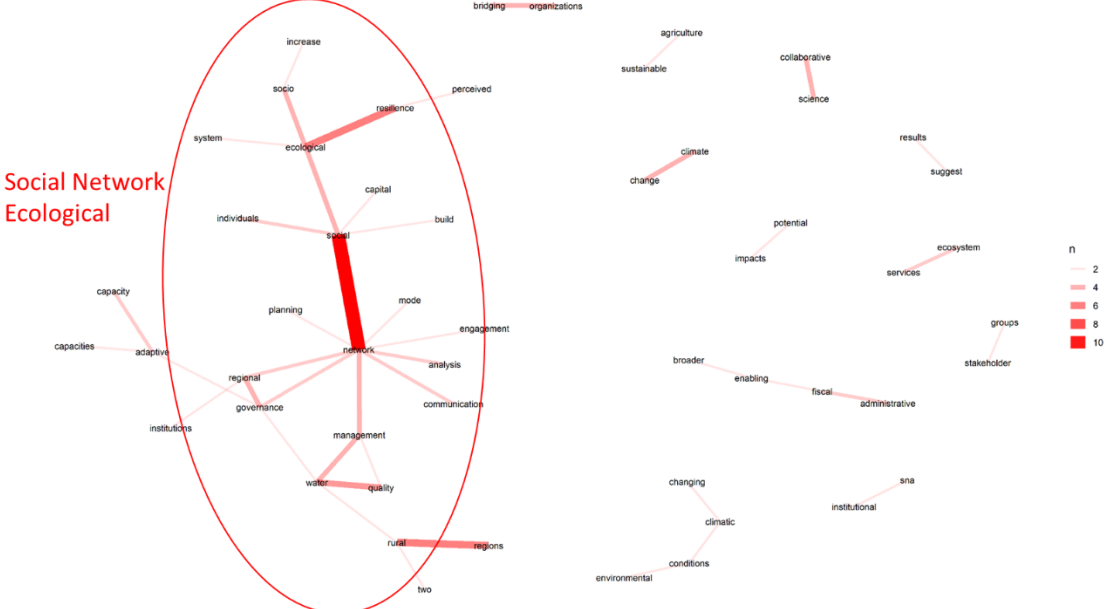 bridging organizations
increase
agriculture
sustainable
collaborative
science
socio
resilience
perceived
system
ecological
results
suggest
climate
change
Social Network
Ecological
capital
individuals
build
social
potential
impacts
ecosystem
services
n
2
4
6
8
10
capacity
planning
mode
engagement
capacities
adaptive
network
analysis
regional
governance
communication
institutions
management
groups
stakeholder
broader
enabling
fiscal
administrative
water
quality
changing
climatic
conditions
environmental
sna
institutional
rural
regions
two